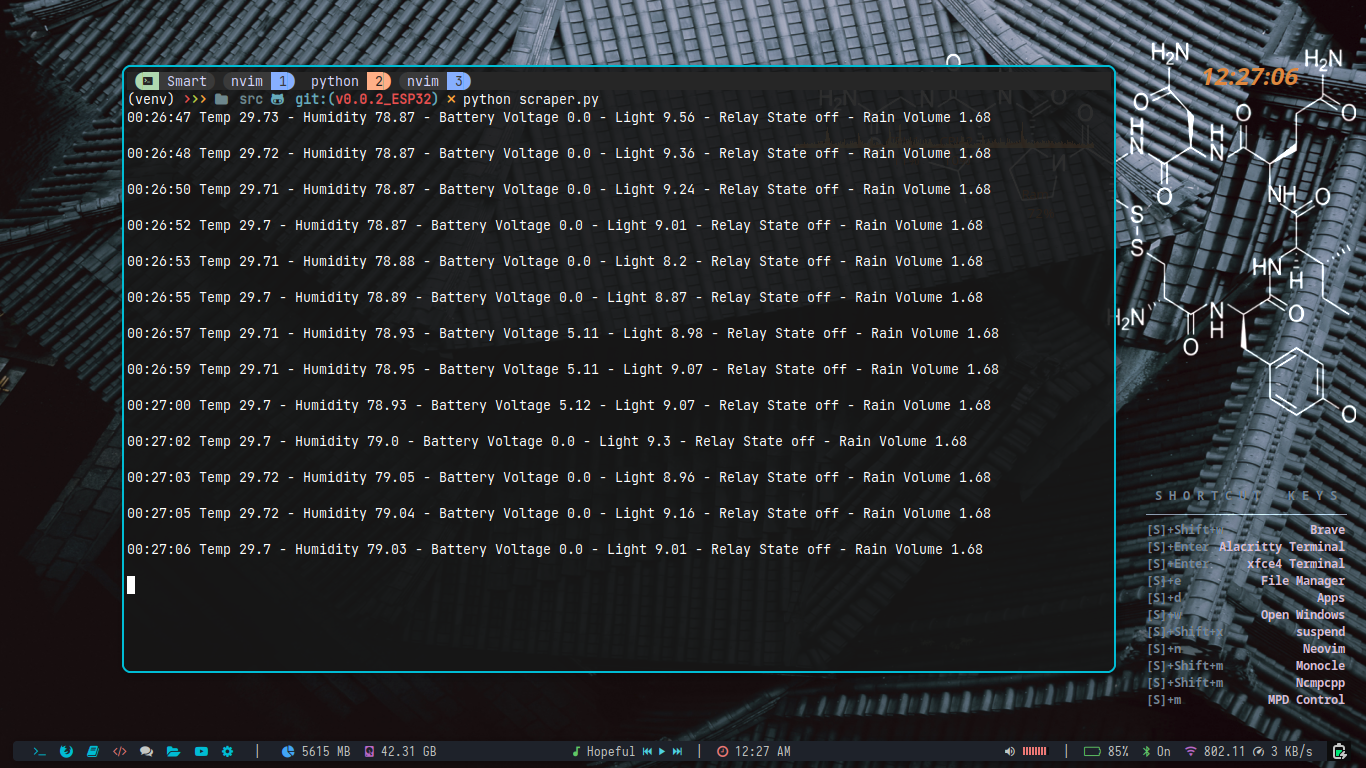 Smart nvim 1 python 2 nvim 3
(venv) >>> src git:(v0.0.2_ESP32) × python scraper.py
00:26:47 Temp 29.73 - Humidity 78.87 - Battery Voltage 0.0 - Light 9.56 - Relay State off - Rain Volume 1.68
00:26:48 Temp 29.72 - Humidity 78.87 - Battery Voltage 0.0 - Light 9.36 - Relay State off - Rain Volume 1.68
00:26:50 Temp 29.71 - Humidity 78.87 - Battery Voltage 0.0 - Light 9.24 - Relay State off - Rain Volume 1.68
00:26:52 Temp 29.7 - Humidity 78.87 - Battery Voltage 0.0 - Light 9.01 - Relay State off - Rain Volume 1.68
00:26:53 Temp 29.71 - Humidity 78.88 - Battery Voltage 0.0 - Light 8.2 - Relay State off - Rain Volume 1.68
00:26:55 Temp 29.7 - Humidity 78.89 - Battery Voltage 0.0 - Light 8.87 - Relay State off - Rain Volume 1.68
00:26:57 Temp 29.71 - Humidity 78.93 - Battery Voltage 5.11 - Light 8.98 - Relay State off - Rain Volume 1.68
00:26:59 Temp 29.71 - Humidity 78.95 - Battery Voltage 5.11 - Light 9.07 - Relay State off - Rain Volume 1.68
00:27:00 Temp 29.7 - Humidity 78.93 - Battery Voltage 5.12 - Light 9.07 - Relay State off - Rain Volume 1.68
00:27:02 Temp 29.7 - Humidity 79.0 - Battery Voltage 0.0 - Light 9.3 - Relay State off - Rain Volume 1.68
00:27:03 Temp 29.72 - Humidity 79.05 - Battery Voltage 0.0 - Light 8.96 - Relay State off - Rain Volume 1.68
00:27:05 Temp 29.72 - Humidity 79.04 - Battery Voltage 0.0 - Light 9.16 - Relay State off - Rain Volume 1.68
00:27:06 Temp 29.7 - Humidity 79.03 - Battery Voltage 0.0 - Light 9.01 - Relay State off - Rain Volume 1.68
12:27:06
H₂N
H₂N
O
O
O
H
N
H
N
N
O
NH
O
S
S
HN
H
O
H₂N
O
N
H
O
O
SHORTCUT KEYS
[S]+Shift+w Brave
[S]+Enter Alacritty Terminal
[S]+Enter xfce4 Terminal
[S]+e File Manager
[S]+d Apps
[S]+w Open Windows
[S]+Shift+x suspend
[S]+n Neovim
[S]+Shift+m Monocle
[S]+Shift+m Ncmpcpp
[S]+m MPD Control
5615 MB 42.31 GB Hopeful 12:27 AM 85% On 802.11 3 KB/s